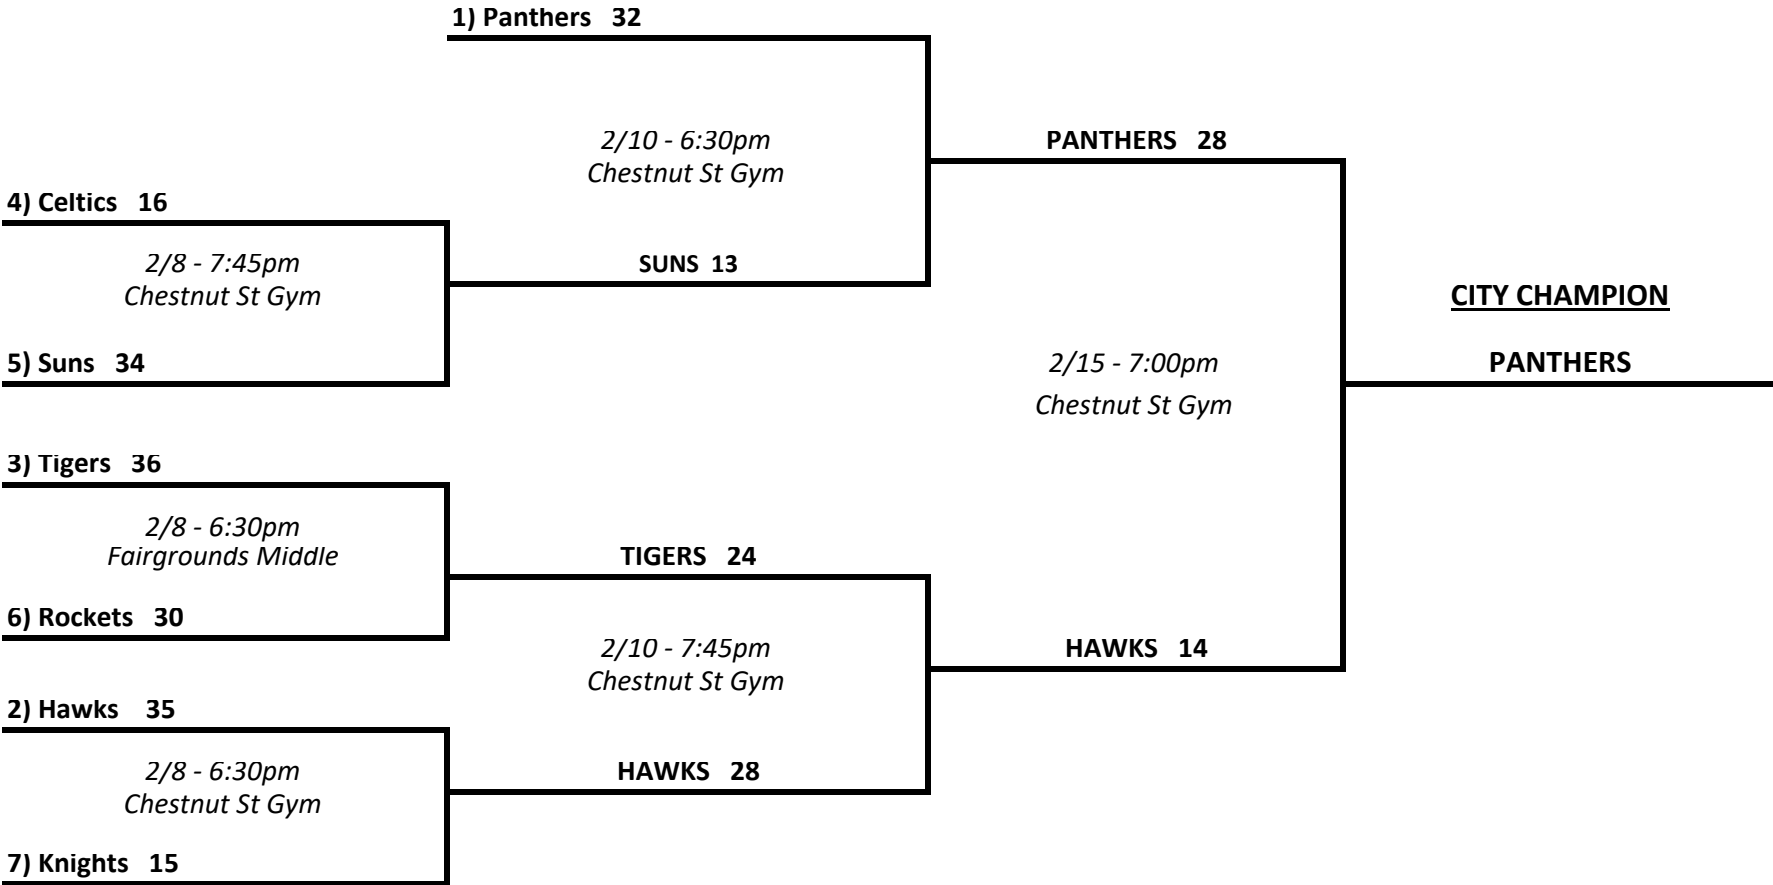 1) Panthers 32
2/10 - 6:30pm
Chestnut St Gym
PANTHERS 28
4) Celtics 16
2/8 - 7:45pm
Chestnut St Gym
SUNS 13
CITY CHAMPION
5) Suns 34
2/15 - 7:00pm
Chestnut St Gym
PANTHERS
3) Tigers 36
2/8 - 6:30pm
Fairgrounds Middle
TIGERS 24
6) Rockets 30
2/10 - 7:45pm
Chestnut St Gym
HAWKS 14
2) Hawks 35
2/8 - 6:30pm
Chestnut St Gym
HAWKS 28
7) Knights 15